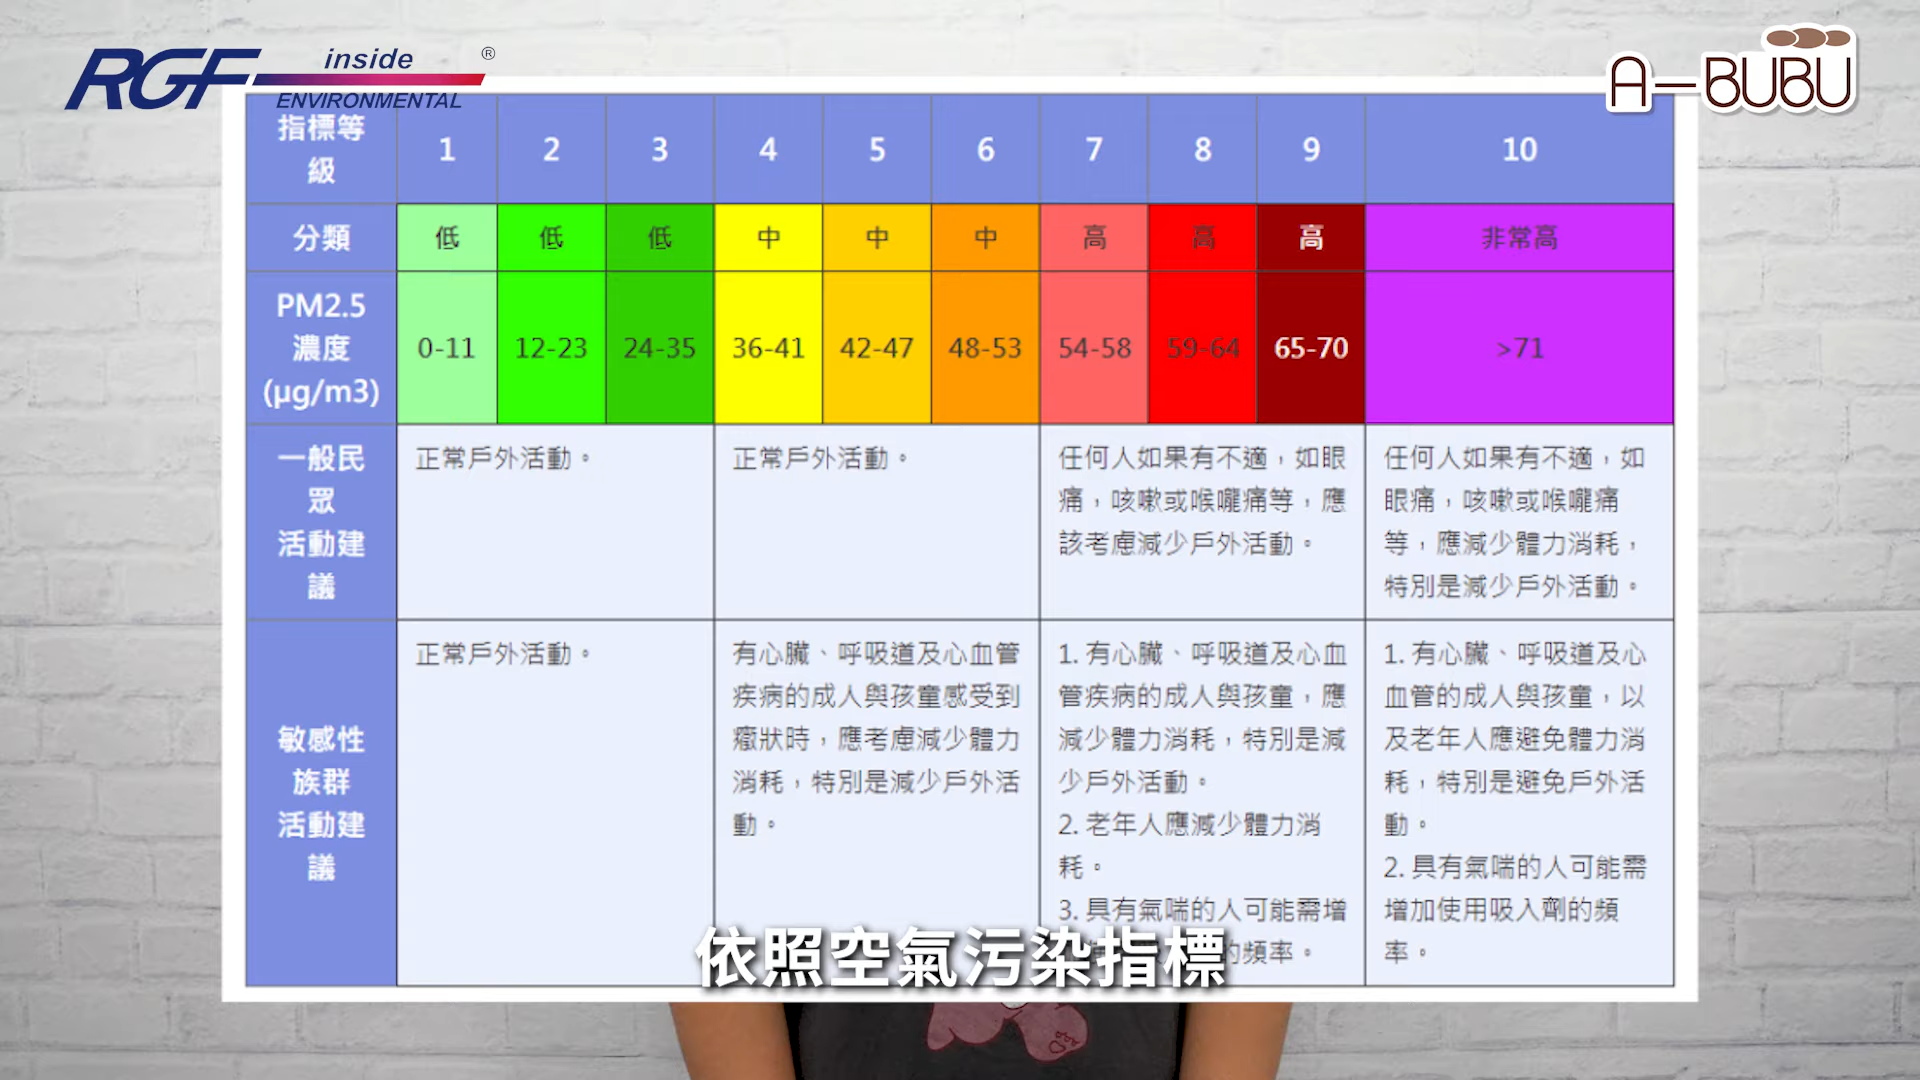 RGF inside ®
ENVIRONMENTAL
A-BUBU
指標等
級
1 2 3 4 5 6 7 8 9 10
分類 低 低 低 中 中 中 高 高 高 非常高
PM2.5
濃度
(μg/m3)
0-11 12-23 24-35 36-41 42-47 48-53 54-58 59-64 65-70 >71
一般民
眾
活動建
議
正常戶外活動。
正常戶外活動。
任何人如果有不適，如眼
痛，咳嗽或喉嚨痛等，應
該考慮減少戶外活動。
任何人如果有不適，如
眼痛，咳嗽或喉嚨痛
等，應減少體力消耗，
特別是減少戶外活動。
敏感性
族群
活動建
議
正常戶外活動。
有心臟、呼吸道及心血管
疾病的成人與孩童感受到
癥狀時，應考慮減少體力
消耗，特別是減少戶外活
動。
1. 有心臟、呼吸道及心血
管疾病的成人與孩童，應
減少體力消耗，特別是減
少戶外活動。
2. 老年人應減少體力消
耗。
3. 具有氣喘的人可能需增
的頻率。
1. 有心臟、呼吸道及心
血管的成人與孩童，以
及老年人應避免體力消
耗，特別是避免戶外活
動。
2. 具有氣喘的人可能需
增加使用吸入劑的頻
率。
依照空氣污染指標